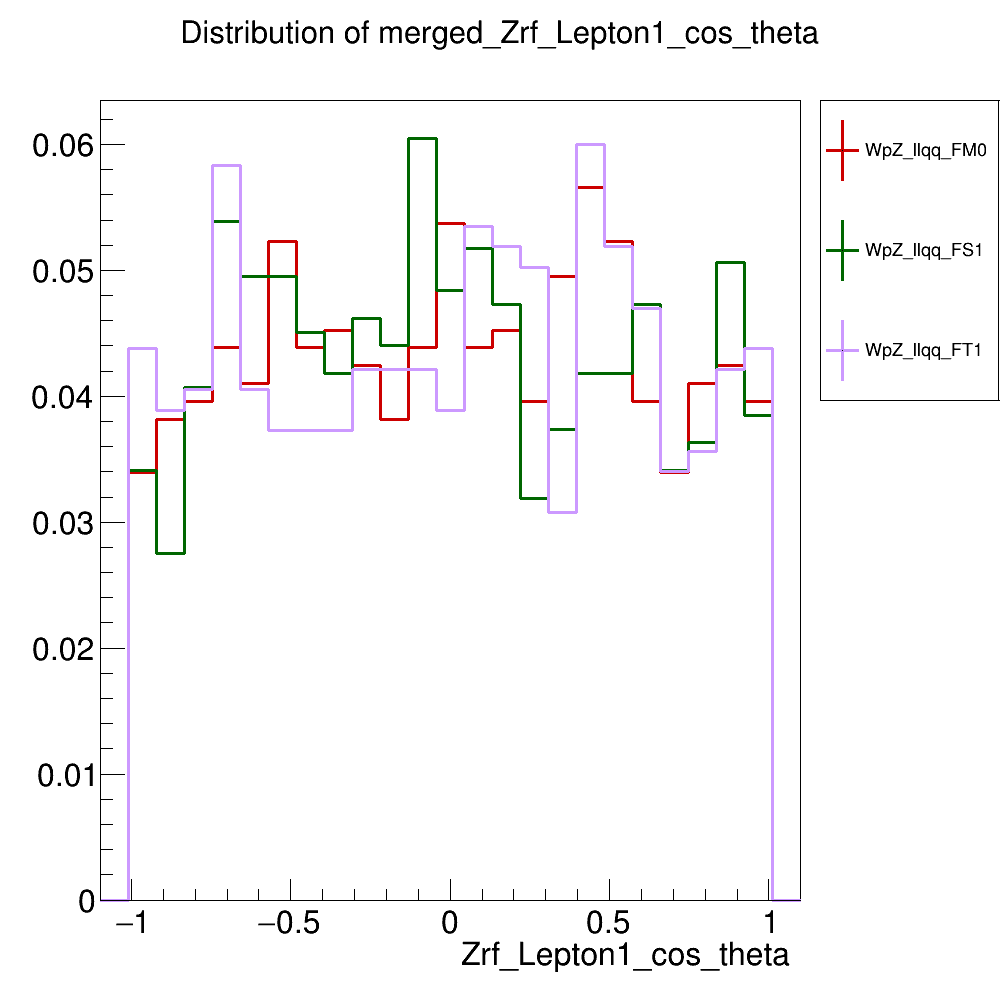 Distribution of merged_Zrf_Lepton1_cos_theta
0.06
0.05
0.04
0.03
0.02
0.01
0
−1
−0.5
0
0.5
1
Zrf_Lepton1_cos_theta
WpZ_llqq_FM0
WpZ_llqq_FS1
WpZ_llqq_FT1